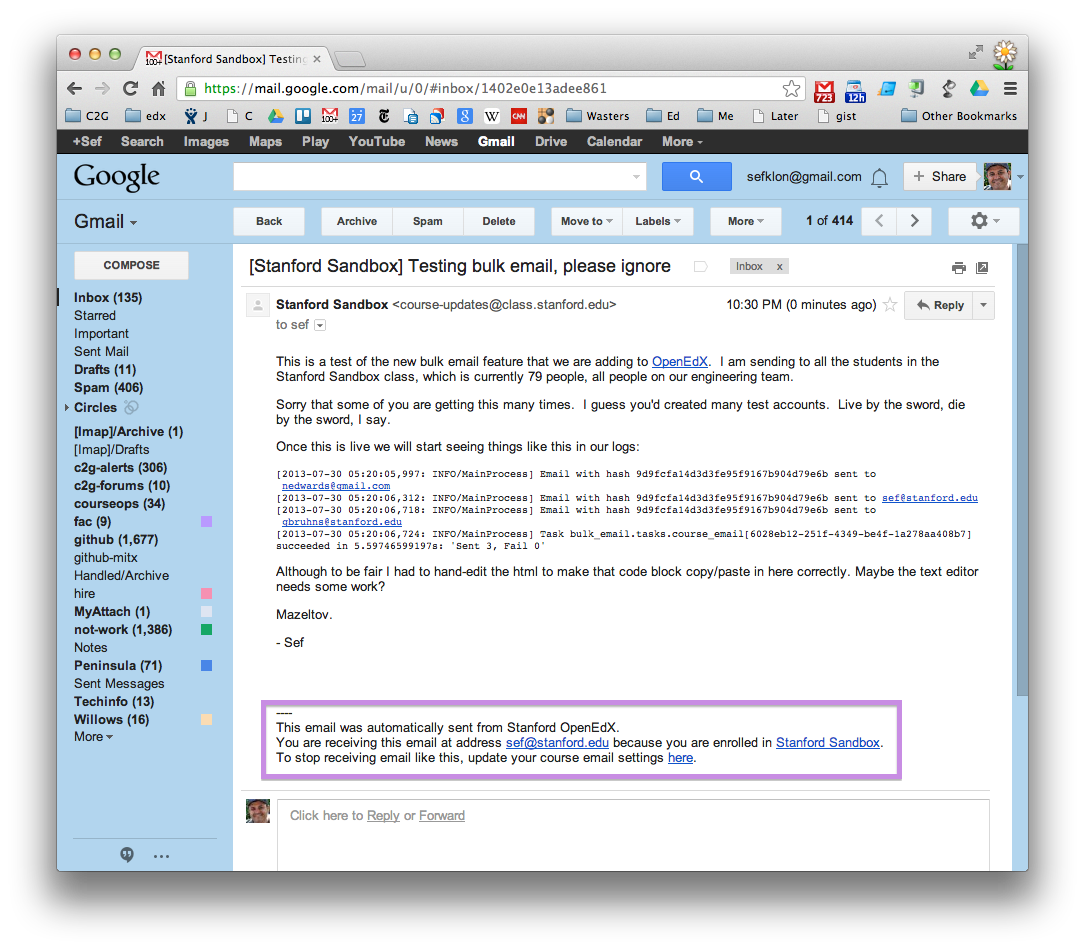 [Stanford Sandbox] Testing
https://mail.google.com/mail/u/0/#inbox/1402e0e13adee861
723
12h
C2G
edx
J
C
100+
27
W
CNN
Wasters
Ed
Me
Later
gist
Other Bookmarks
+Sef Search Images Maps Play YouTube News Gmail Drive Calendar More
Google
sefklon@gmail.com
+ Share
Gmail
Back
Archive
Spam
Delete
Move to
Labels
More
1 of 414
COMPOSE
Inbox (135)
Starred
Important
Sent Mail
Drafts (11)
Spam (406)
Circles
[Imap]/Archive (1)
[Imap]/Drafts
c2g-alerts (306)
c2g-forums (10)
courseops (34)
fac (9)
github (1,677)
github-mitx
Handled/Archive
hire
MyAttach (1)
not-work (1,386)
Notes
Peninsula (71)
Sent Messages
Techinfo (13)
Willows (16)
More
[Stanford Sandbox] Testing bulk email, please ignore
Inbox x
Stanford Sandbox <course-updates@class.stanford.edu>
10:30 PM (0 minutes ago)
Reply
to sef
This is a test of the new bulk email feature that we are adding to OpenEdX. I am sending to all the students in the
Stanford Sandbox class, which is currently 79 people, all people on our engineering team.
Sorry that some of you are getting this many times. I guess you'd created many test accounts. Live by the sword, die
by the sword, I say.
Once this is live we will start seeing things like this in our logs:
[2013-07-30 05:20:05,997: INFO/MainProcess] Email with hash 9d9fcfa14d3d3fe95f9167b904d79e6b sent to
nedwards@gmail.com
[2013-07-30 05:20:06,312: INFO/MainProcess] Email with hash 9d9fcfa14d3d3fe95f9167b904d79e6b sent to sef@stanford.edu
[2013-07-30 05:20:06,718: INFO/MainProcess] Email with hash 9d9fcfa14d3d3fe95f9167b904d79e6b sent to
gbruhns@stanford.edu
[2013-07-30 05:20:06,724: INFO/MainProcess] Task bulk_email.tasks.course_email[6028eb12-251f-4349-be4f-1a278aa408b7]
succeeded in 5.59746599197s: 'Sent 3, Fail 0'
Although to be fair I had to hand-edit the html to make that code block copy/paste in here correctly. Maybe the text editor
needs some work?
Mazeltov.
- Sef
----
This email was automatically sent from Stanford OpenEdX.
You are receiving this email at address sef@stanford.edu because you are enrolled in Stanford Sandbox.
To stop receiving email like this, update your course email settings here.
Click here to Reply or Forward